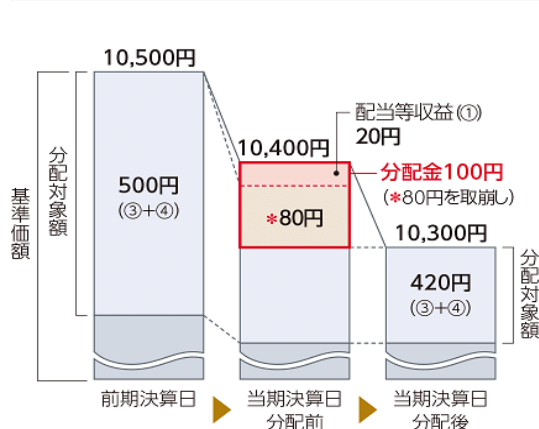 10,500円
配当等収益(①)
20円
10,400円
分配金100円
(*80円を取崩し)
基準価額
分配対象額
500円
(③+④)
*80円
10,300円
420円
(③+④)
分配対象額
前期決算日
当期決算日
分配前
当期決算日
分配後